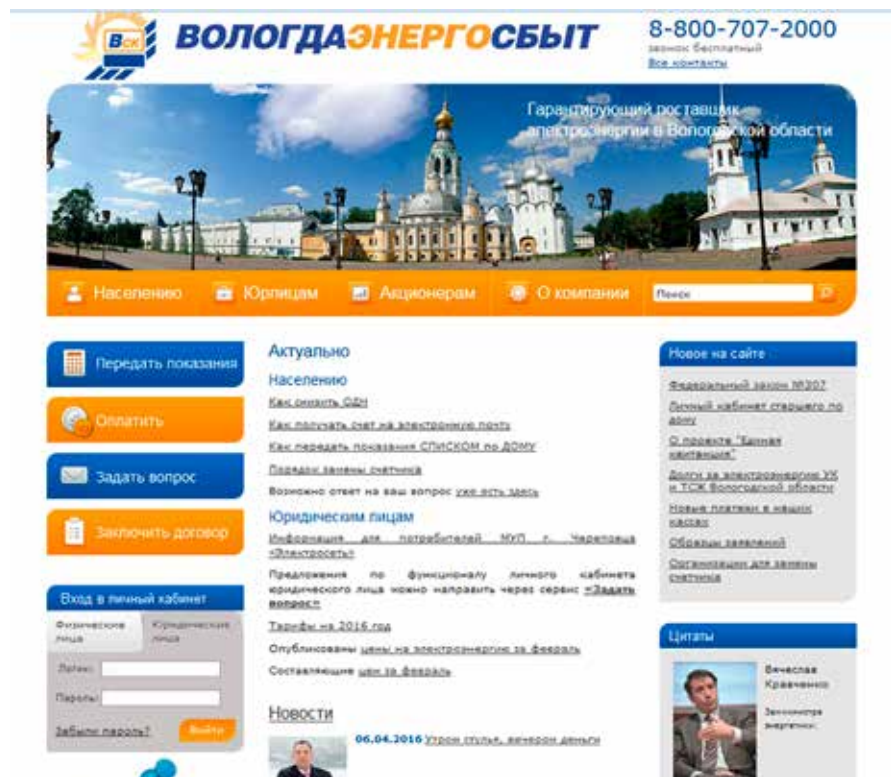 Вск
ВОЛОГДАЭНЕРГОСБЫТ
8-800-707-2000
звонок бесплатный
Все контакты
Гарантирующий поставщик
электроэнергии в Вологодской области
Населению
Юрлицам
Акционерам
О компании
Поиск
Передать показания
Оплатить
Задать вопрос
Заключить договор
Вход в личный кабинет
Физические
лица
Юридические
лица
Логин:
Пароль:
Забыли пароль?
Войти
Актуально
Населению
Как снизить ОДН
Как получать счет на электронную почту
Как передать показания СПИСКОМ по ДОМУ
Порядок замены счетчика
Возможно ответ на ваш вопрос уже есть здесь
Юридическим лицам
Информация для потребителей МУП г. Череповца
«Электросеть»
Предложения по функционалу личного кабинета
юридического лица можно направить через сервис «Задать
вопрос»
Тарифы на 2016 год
Опубликованы цены на электроэнергию за февраль
Составляющие цен за февраль
Новости
06.04.2016 Утром стулья, вечером деньги
Новое на сайте
Федеральный закон №307
Личный кабинет старшего по
дому
О проекте "Единая
квитанция"
Долги за электроэнергию УК
и ТСЖ Вологодской области
Новые платежи в наших
кассах
Образцы заявлений
Организации для замены
счетчика
Цитаты
Вячеслав
Кравченко
Замминистра
энергетики: